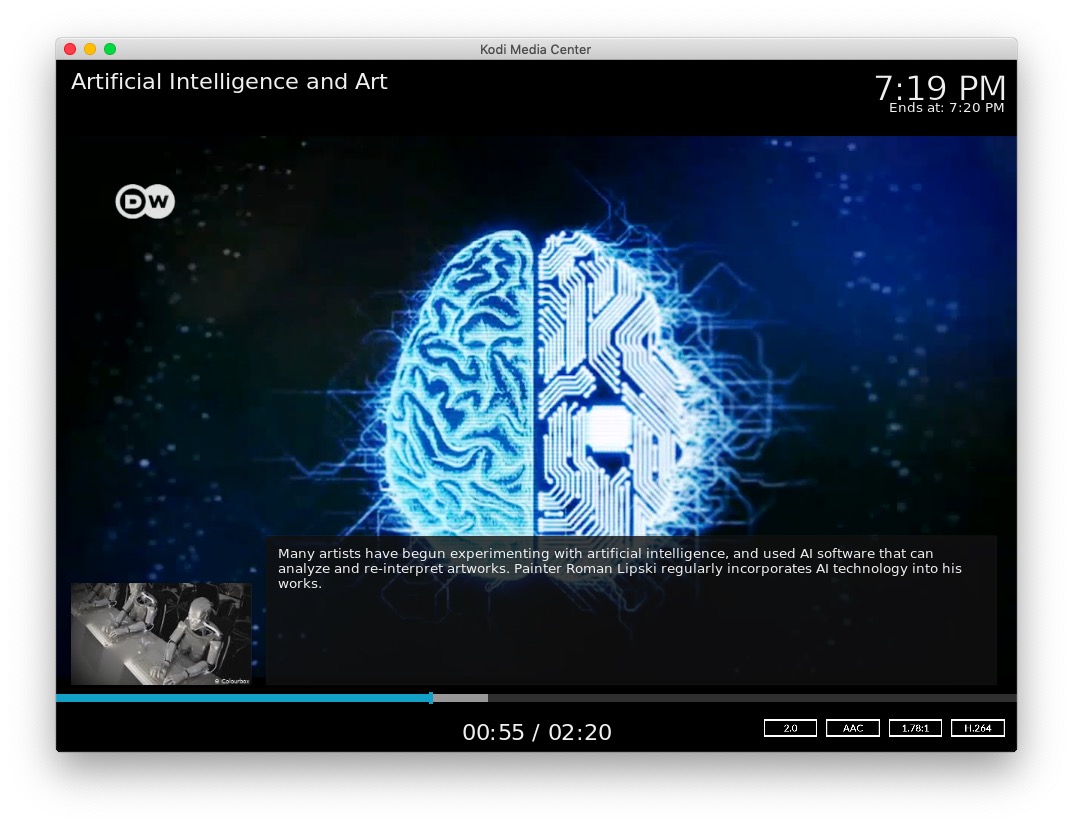 Kodi Media Center
Artificial Intelligence and Art
7:19 PM
Ends at: 7:20 PM
DW
Many artists have begun experimenting with artificial intelligence, and used AI software that can
analyze and re-interpret artworks. Painter Roman Lipski regularly incorporates AI technology into his
works.
© Colourbox
00:55 / 02:20
2.0
AAC
1.78:1
H.264